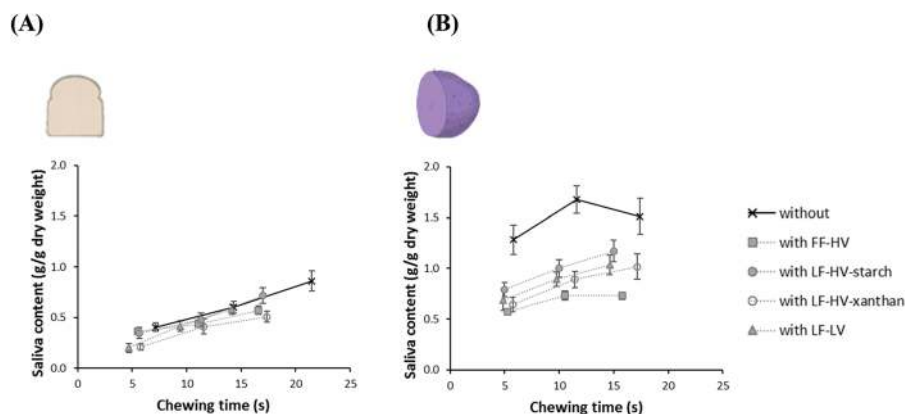 (A)
(B)
Saliva content (g/g dry weight)
2.0
1.5
1.0
0.5
0.0
0
5
10
15
20
25
Chewing time (s)
Saliva content (g/g dry weight)
2.0
1.5
1.0
0.5
0.0
0
5
10
15
20
25
Chewing time (s)
without
with FF-HV
with LF-HV-starch
with LF-HV-xanthan
with LF-LV